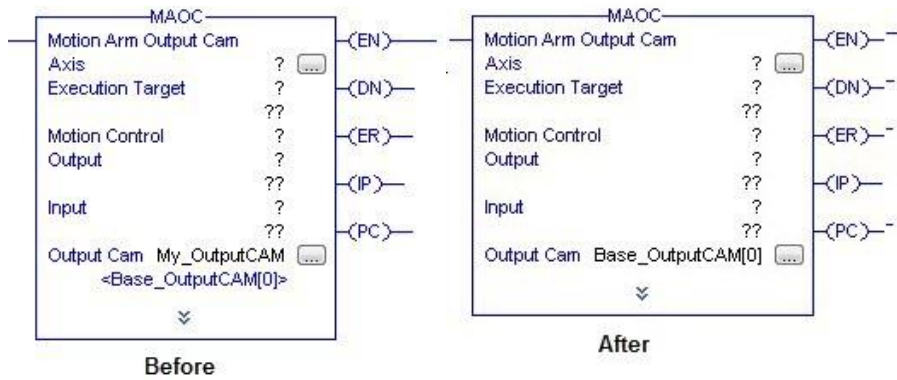 MAOC
Motion Arm Output Cam
(EN)
Axis ? ...
Execution Target ?
(DN)
??
Motion Control ?
(ER)
Output ?
??
(IP)
Input ?
??
(PC)
Output Cam My_OutputCAM ...
<Base_OutputCAM[0]>
Before
MAOC
Motion Arm Output Cam
(EN)
Axis ? ...
Execution Target ?
(DN)
??
Motion Control ?
(ER)
Output ?
??
(IP)
Input ?
??
(PC)
Output Cam Base_OutputCAM[0] ...
After